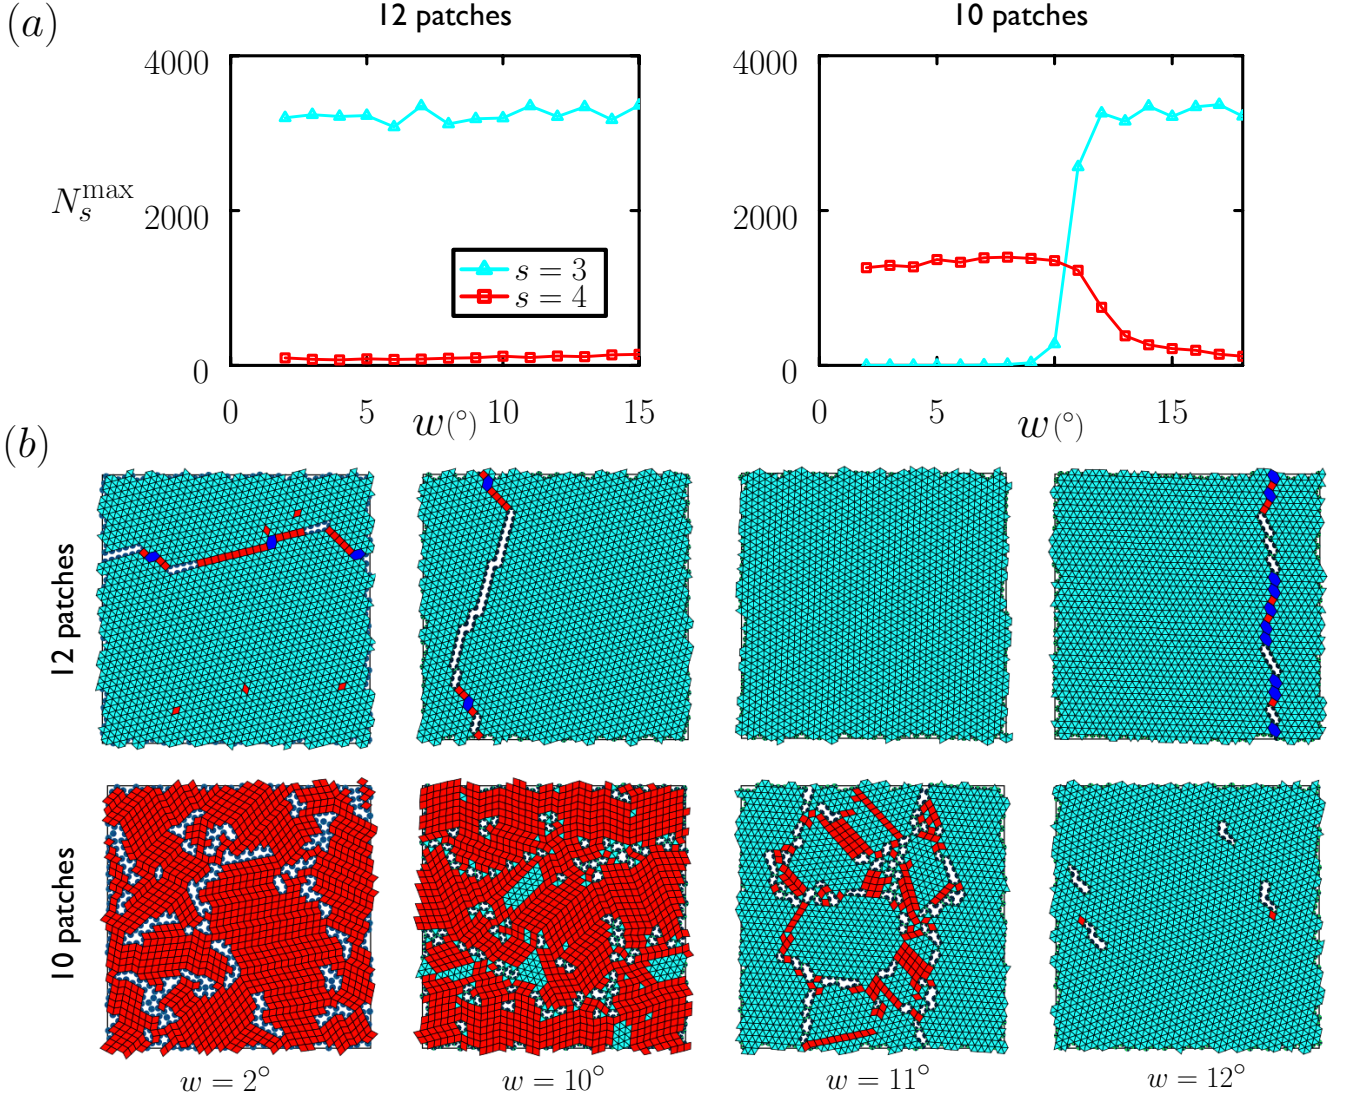 (a)
12 patches
10 patches
4000
2000
0
N_s^max
s = 3
s = 4
0 5 10 15
w(°)
4000
2000
0
0 5 15
w(°)
(b)
12 patches
10 patches
w = 2°
w = 10°
w = 11°
w = 12°